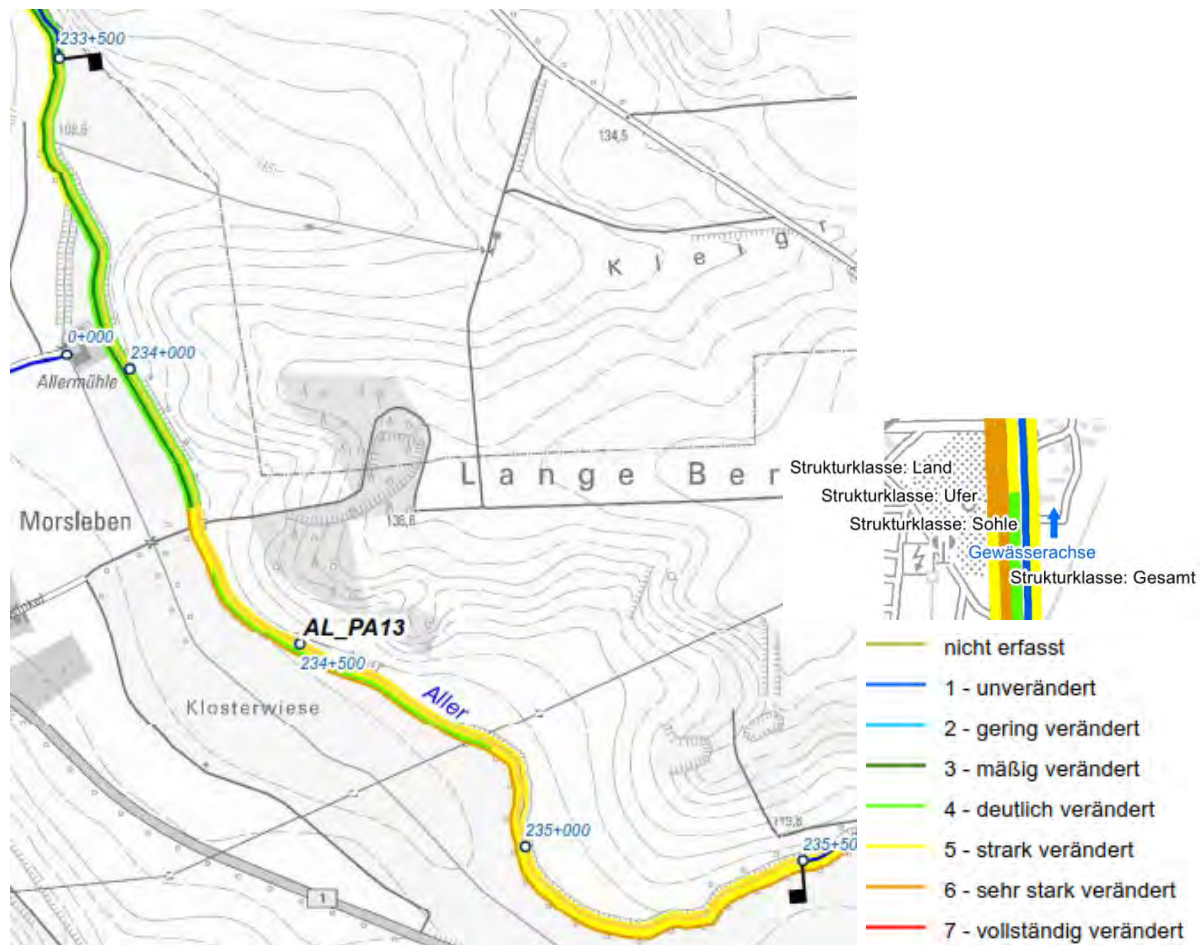 233+500
134,5
K l e i g r
0+000
234+000
Allermühle
L a n g e B e r
Morsleben
136,6
AL_PA13
234+500
Klosterwiese
Aller
235+000
235+50
1
Strukturklasse: Land
Strukturklasse: Ufer
Strukturklasse: Sohle
Gewässerachse
Strukturklasse: Gesamt
nicht erfasst
1 - unverändert
2 - gering verändert
3 - mäßig verändert
4 - deutlich verändert
5 - strark verändert
6 - sehr stark verändert
7 - vollständig verändert